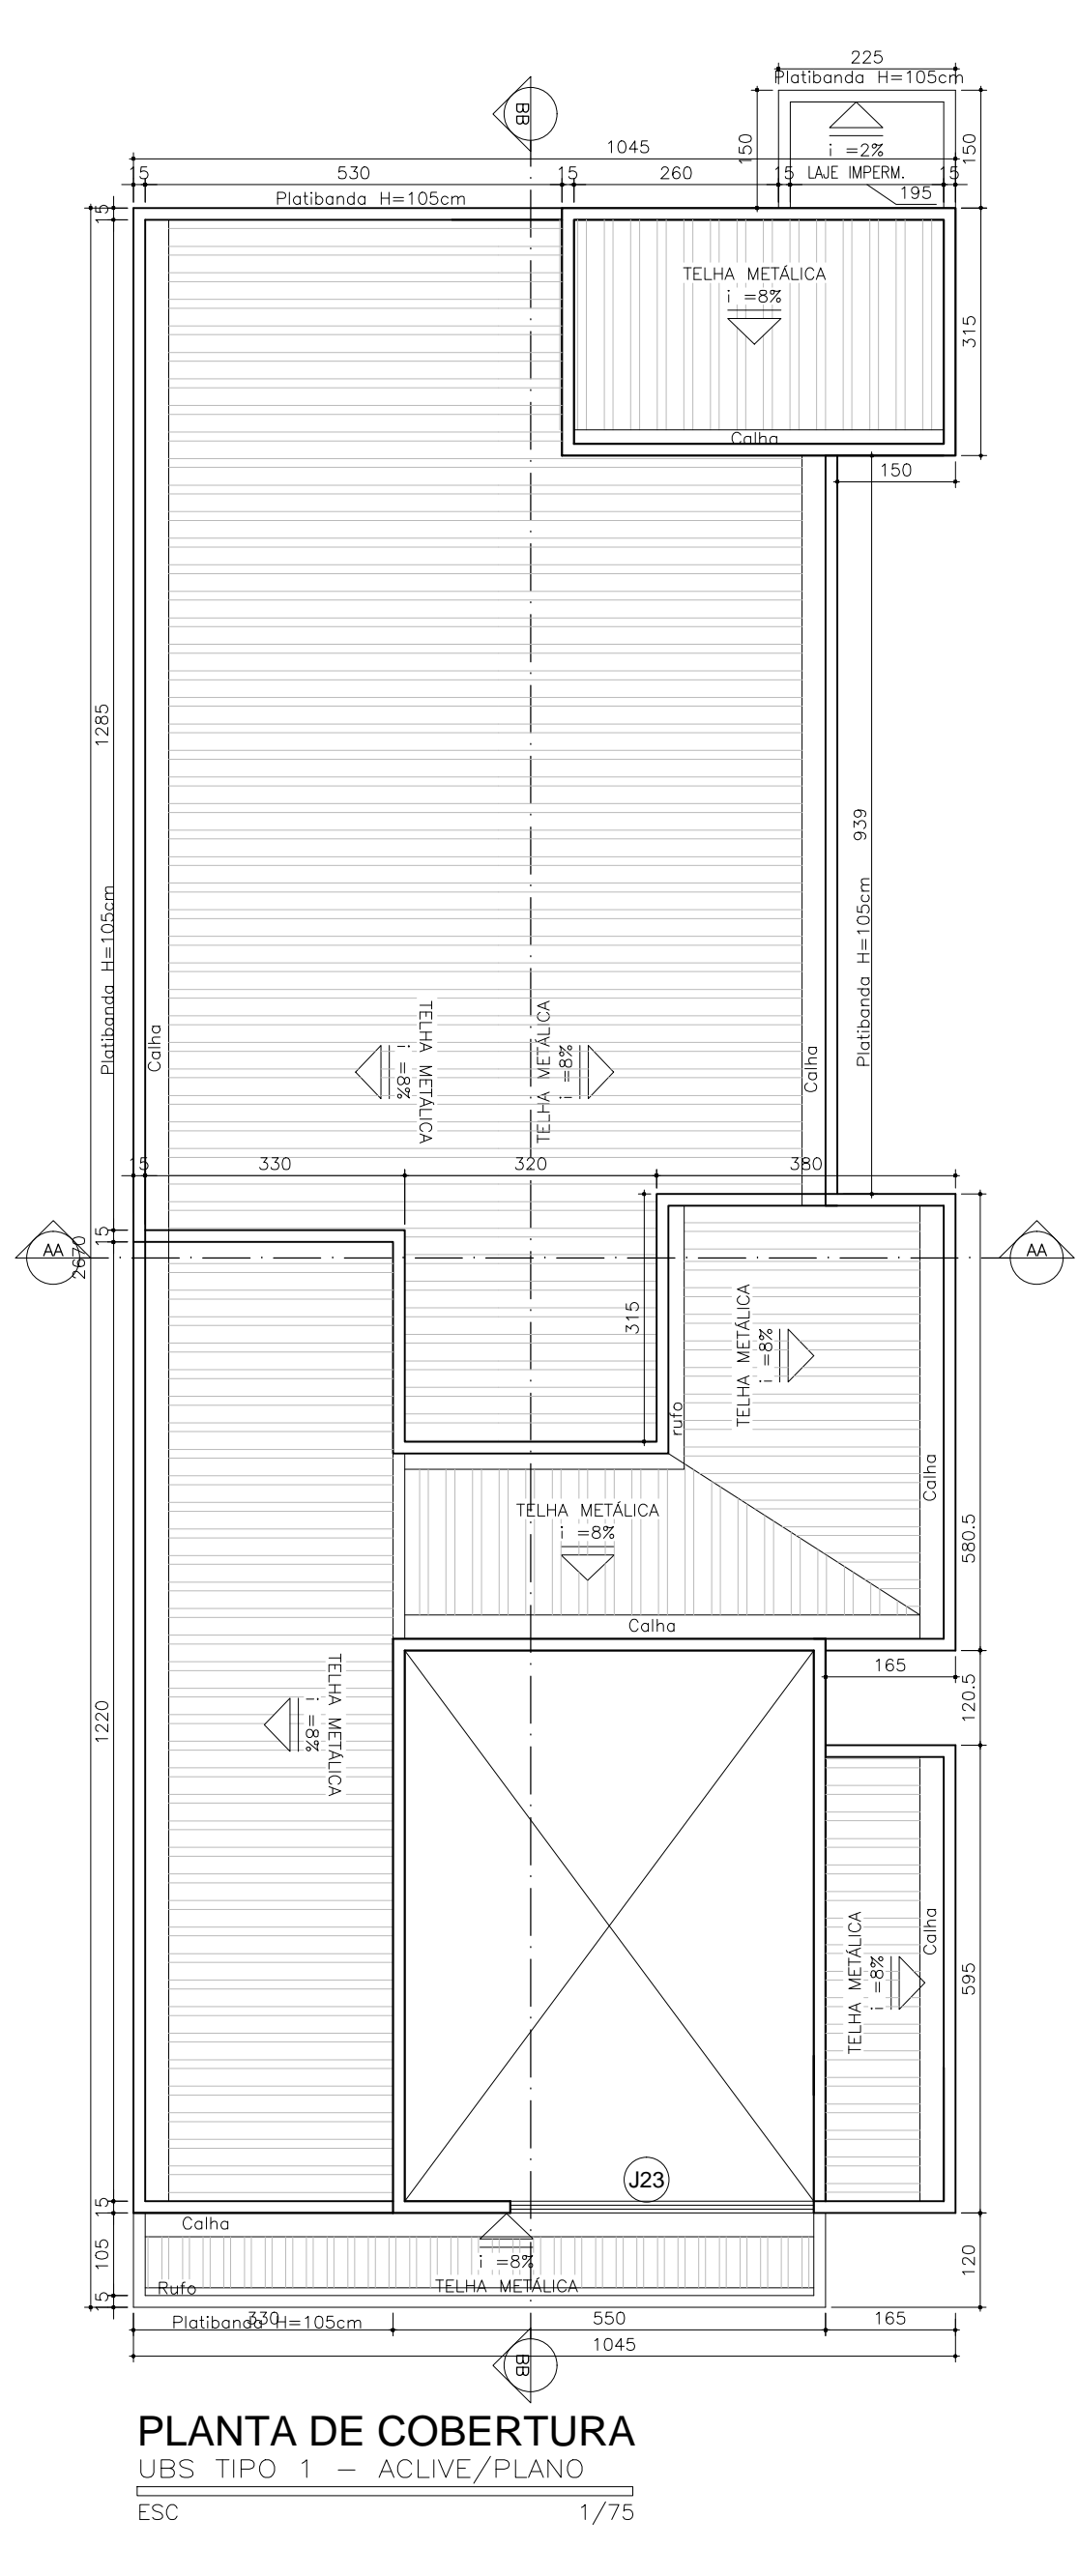 225
Platibanda H=105cm
BB
150
150
i =2%
LAJE IMPERM.
195
1045
15
530
15
260
15
15
Platibanda H=105cm
15
TELHA METÁLICA
i =8%
315
Calha
150
1285
939
Platibanda H=105cm
Platibanda H=105cm
Calha
TELHA METÁLICA
i =8%
TELHA METÁLICA
i =8%
Calha
15
330
320
380
15
AA
2670
AA
315
TELHA METÁLICA
i =8%
rufo
Calha
TELHA METÁLICA
i =8%
580.5
Calha
165
120.5
TELHA METÁLICA
i =8%
1220
TELHA METÁLICA
i =8%
Calha
595
J23
15
Calha
105
i =8%
TELHA METÁLICA
120
Rufo
15
Platibanda H=105cm
330
550
165
1045
BB
PLANTA DE COBERTURA
UBS TIPO 1 - ACLIVE/PLANO
ESC 1/75